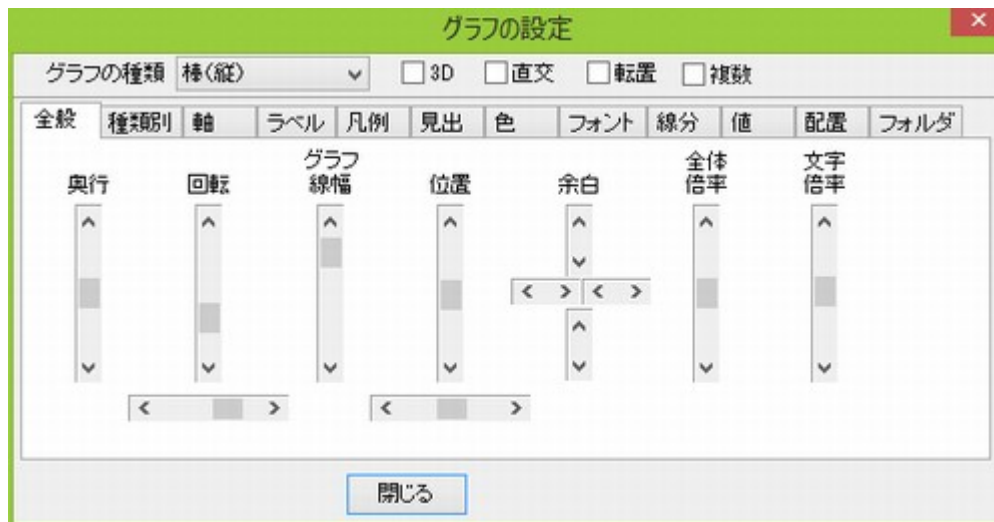 グラフの設定
グラフの種類 棒(縦) 3D 直交 転置 複数
全般 種類別 軸 ラベル 凡例 見出 色 フォント 線分 値 配置 フォルダ
奥行 回転 グラフ線幅 位置 余白 全体倍率 文字倍率
閉じる